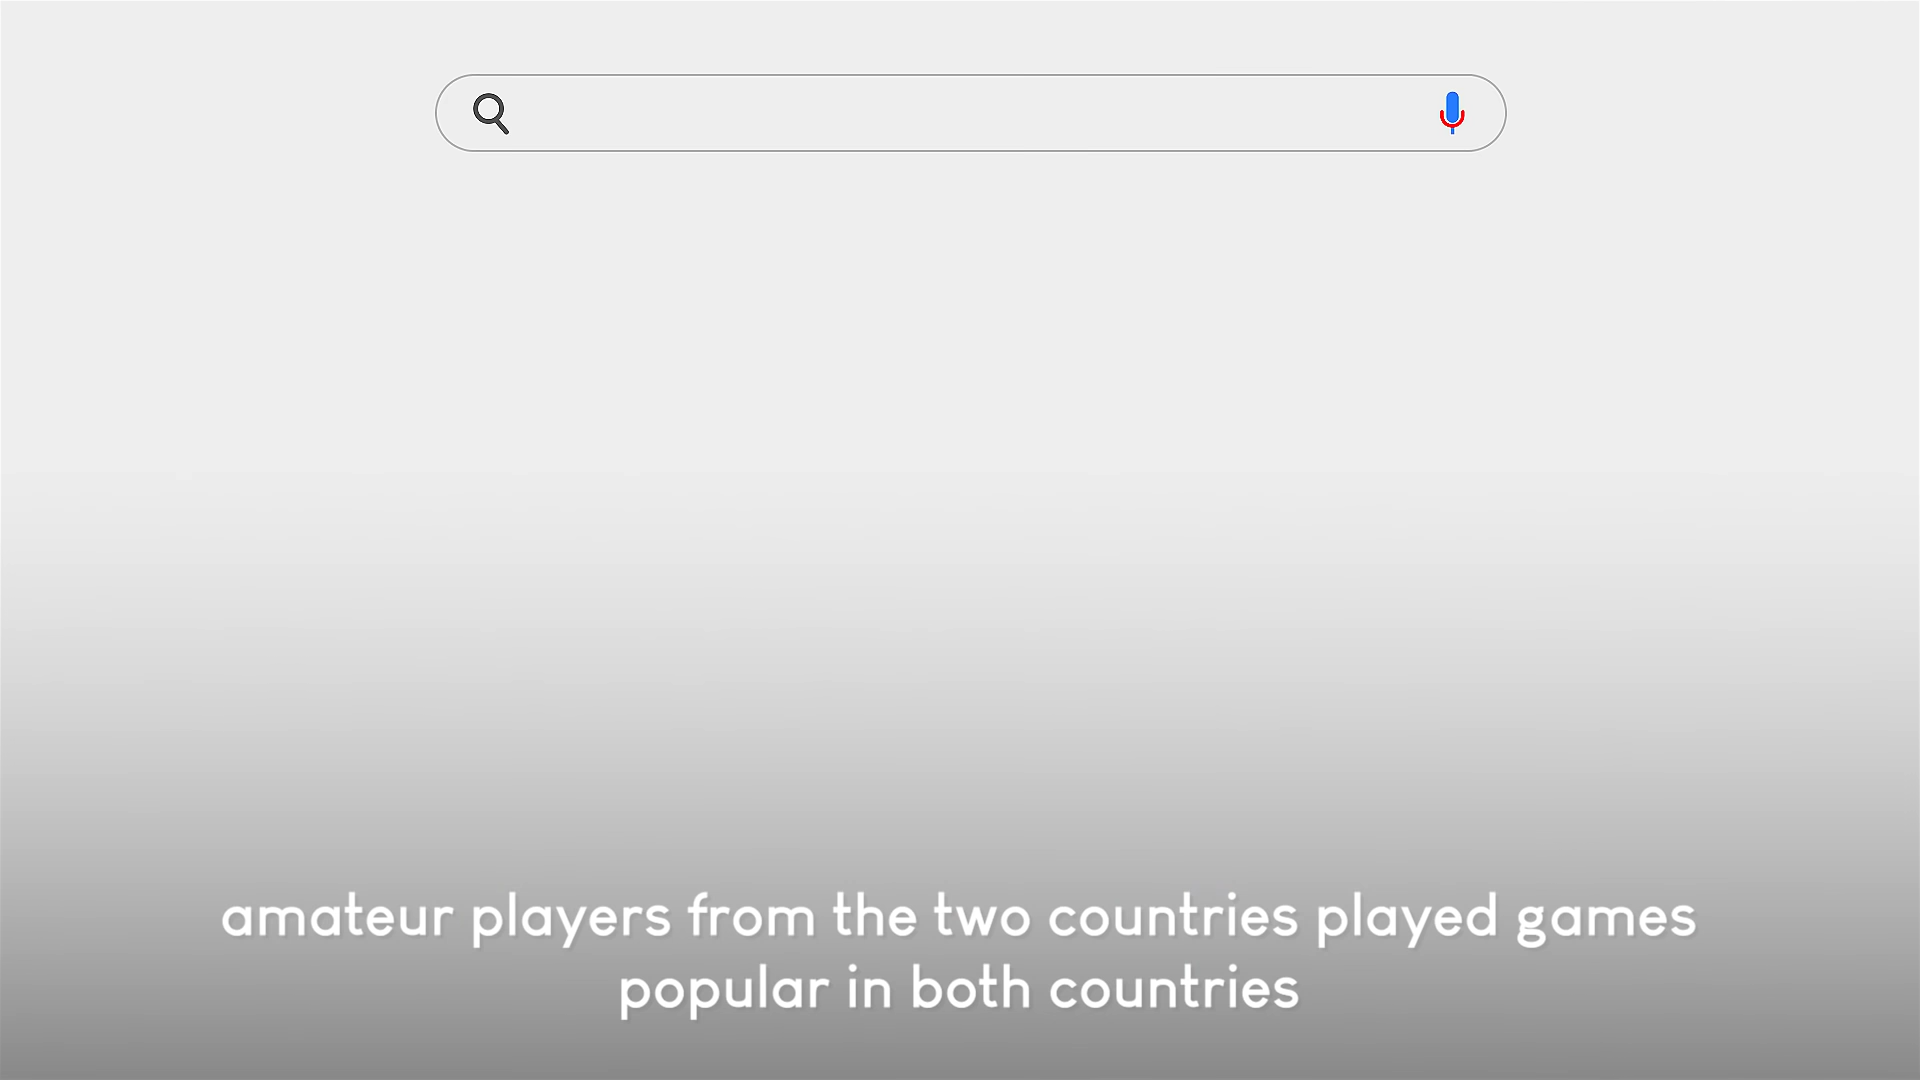 amateur players from the two countries played games
popular in both countries